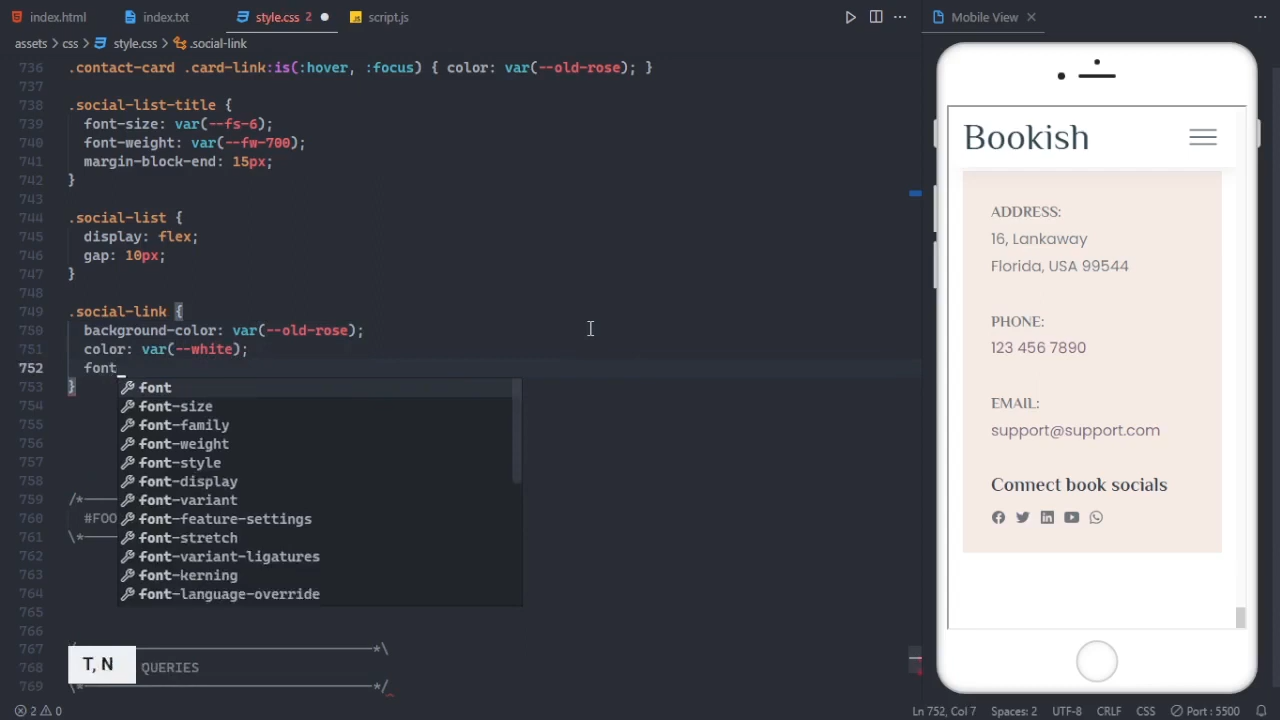 index.html
index.txt
style.css 2
script.js
Mobile View
assets > css > style.css > .social-link
736 .contact-card .card-link:is(:hover, :focus) { color: var(--old-rose); }
737
738 .social-list-title {
739 font-size: var(--fs-6);
740 font-weight: var(--fw-700);
741 margin-block-end: 15px;
742 }
743
744 .social-list {
745 display: flex;
746 gap: 10px;
747 }
748
749 .social-link {
750 background-color: var(--old-rose);
751 color: var(--white);
752 font
753 }
754
755
756
757
758
759 /*
760 #FOO
761 \*
762
763
764
765
766
767
768 QUERIES
769 \* */
font
font-size
font-family
font-weight
font-style
font-display
font-variant
font-feature-settings
font-stretch
font-variant-ligatures
font-kerning
font-language-override
*\
T, N
Bookish
ADDRESS:
16, Lankaway
Florida, USA 99544
PHONE:
123 456 7890
EMAIL:
support@support.com
Connect book socials
2 0
Ln 752, Col 7
Spaces: 2
UTF-8
CRLF
CSS
Port : 5500